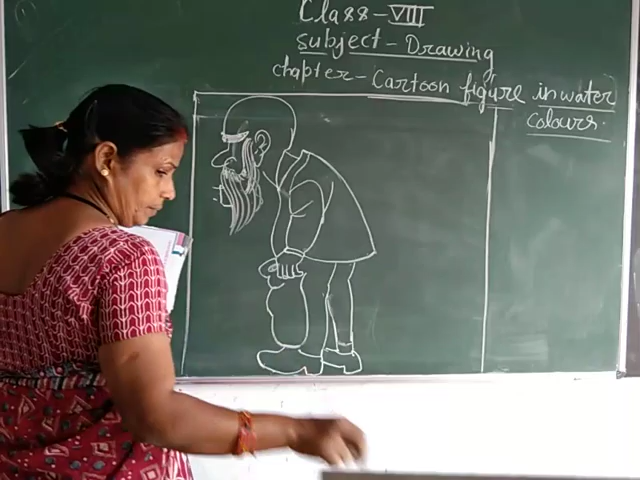 Class - VIII
subject - Drawing
chapter - Cartoon figure in water
colours.